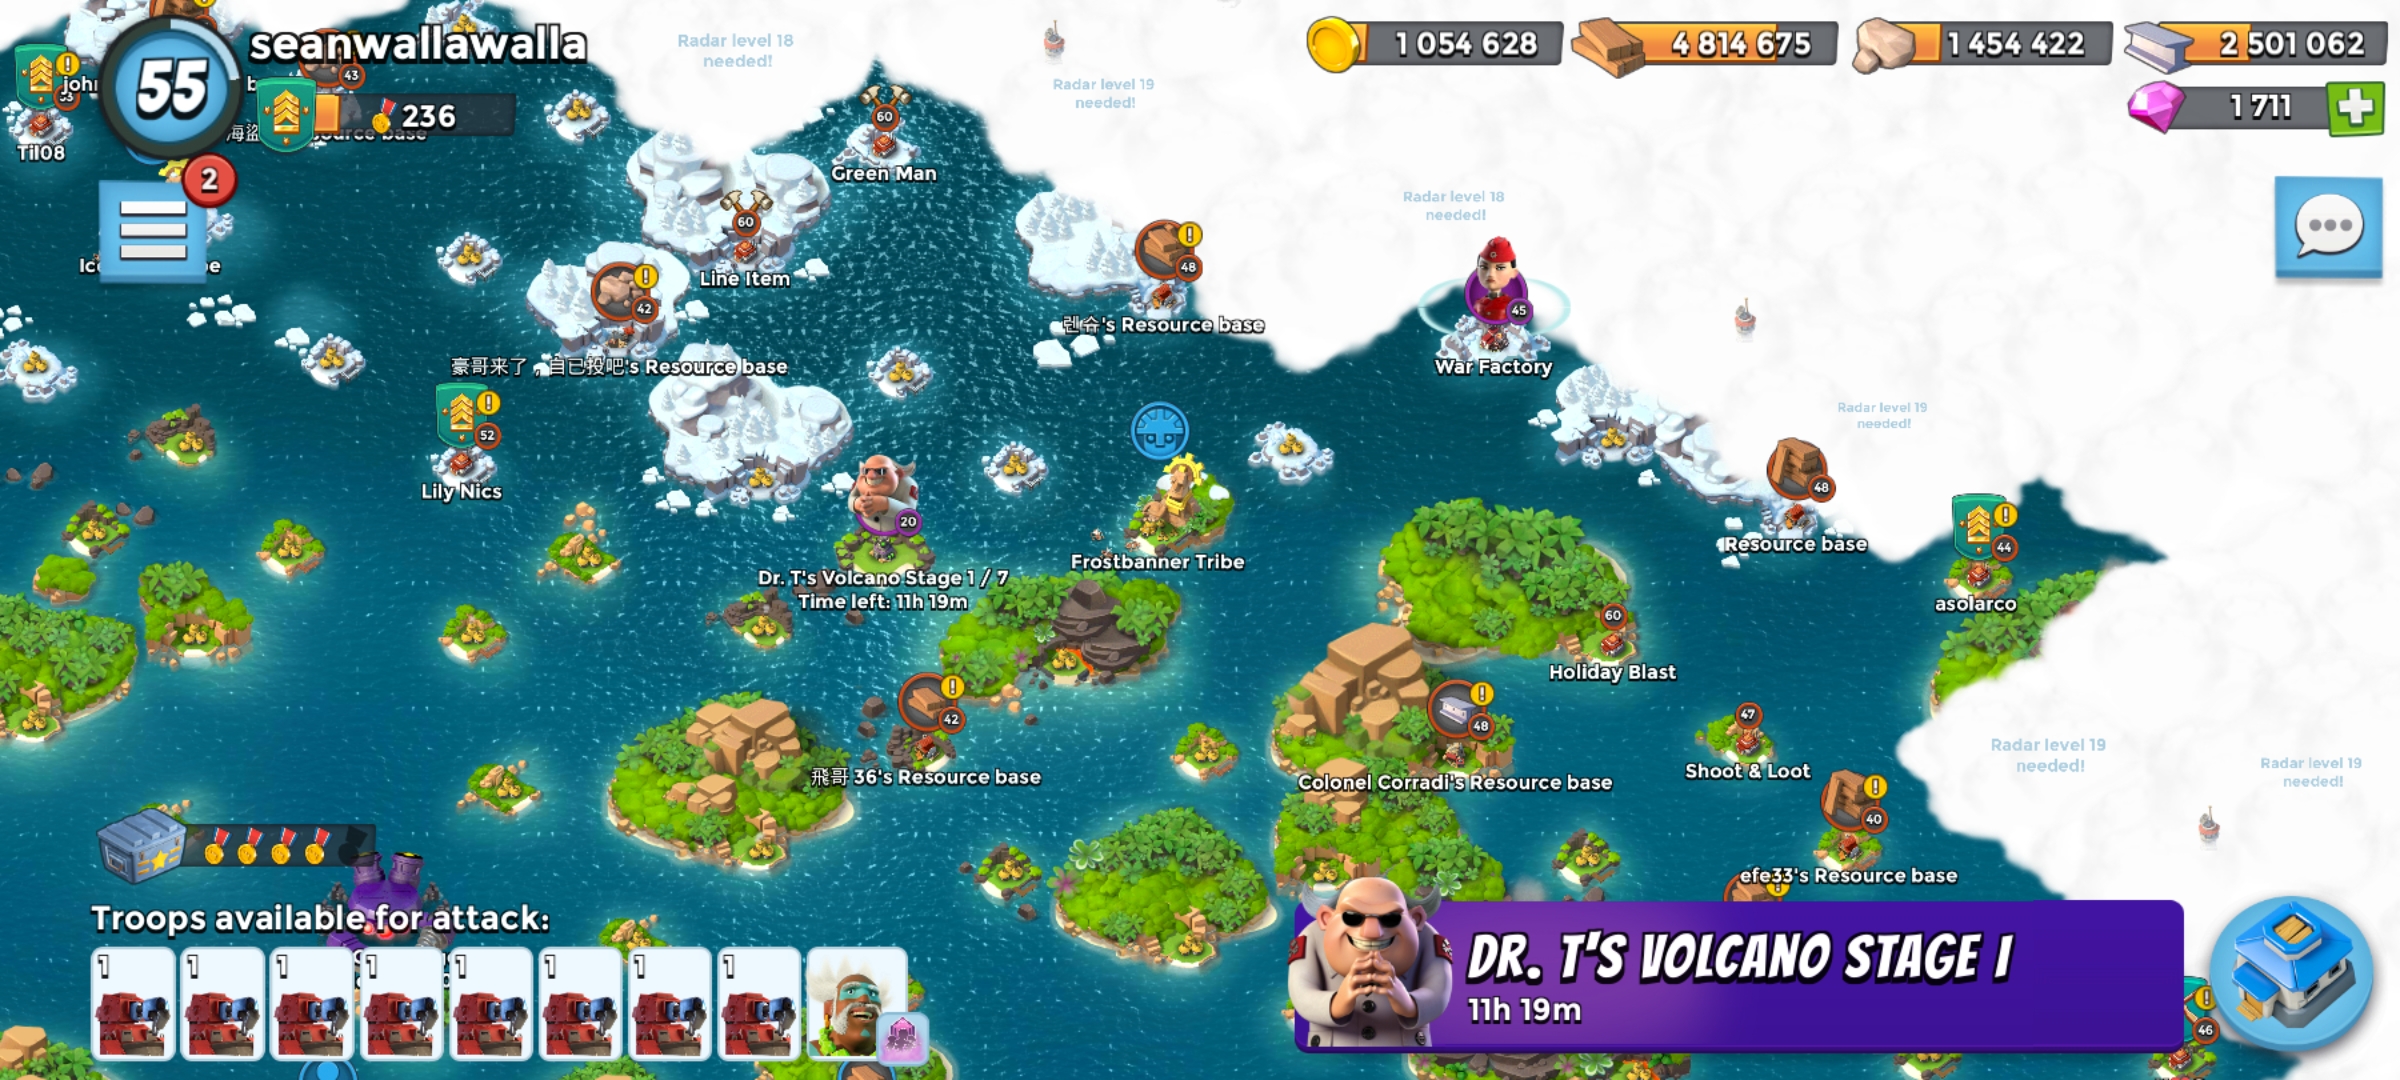 seanwallawalla
55
236
2
1 054 628
4 814 675
1 454 422
2 501 062
1 711
Radar level 18
needed!
Radar level 19
needed!
43
Til08
60
Green Man
60
Line Item
48
렌슈's Resource base
Radar level 18
needed!
45
War Factory
42
豪哥来了，自已投吧's Resource base
52
Lily Nics
20
Dr. T's Volcano Stage 1 / 7
Time left: 11h 19m
Frostbanner Tribe
Radar level 19
needed!
48
Resource base
44
asolarco
60
Holiday Blast
42
飛哥 36's Resource base
48
Colonel Corradi's Resource base
47
Shoot & Loot
Radar level 19
needed!
Radar level 19
needed!
40
efe33's Resource base
Troops available for attack:
1
1
1
1
1
1
1
1
DR. T'S VOLCANO STAGE 1
11h 19m
46